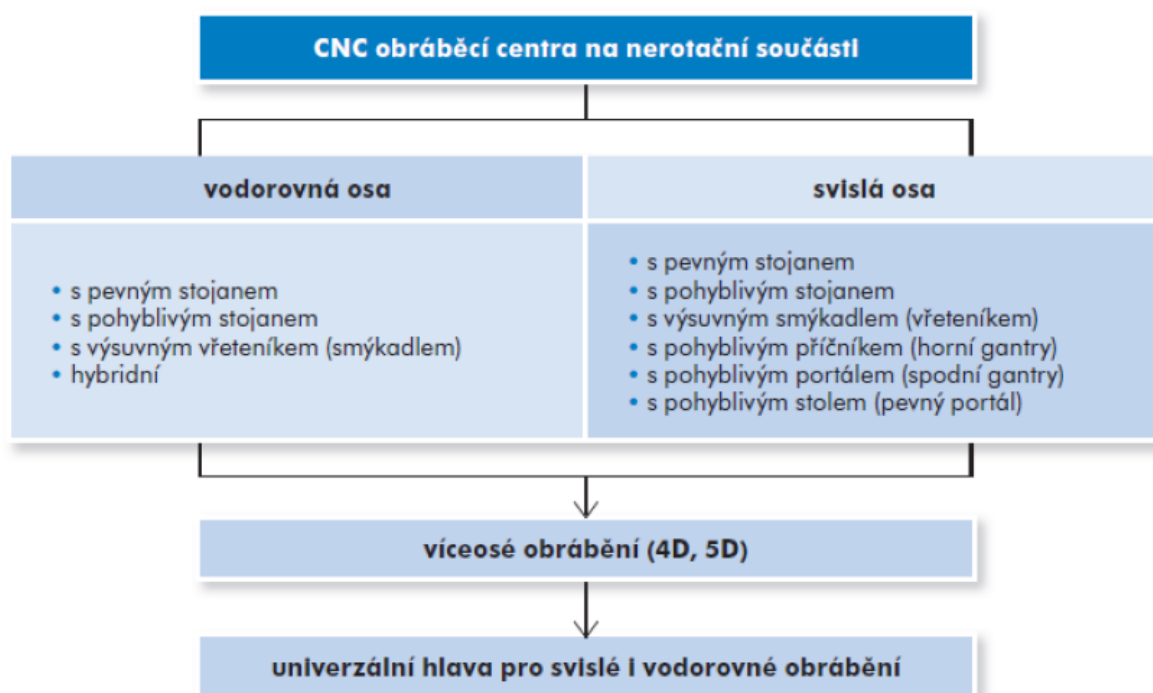 CNC obráběcí centra na nerotační součásti
vodorovná osa
• s pevným stojanem
• s pohyblivým stojanem
• s výsuvným vřeteníkem (smýkadlem)
• hybridní
svislá osa
• s pevným stojanem
• s pohyblivým stojanem
• s výsuvným smýkadlem (vřeteníkem)
• s pohyblivým příčníkem (horní gantry)
• s pohyblivým portálem (spodní gantry)
• s pohyblivým stolem (pevný portál)
víceosé obrábění (4D, 5D)
univerzální hlava pro svislé i vodorovné obrábění